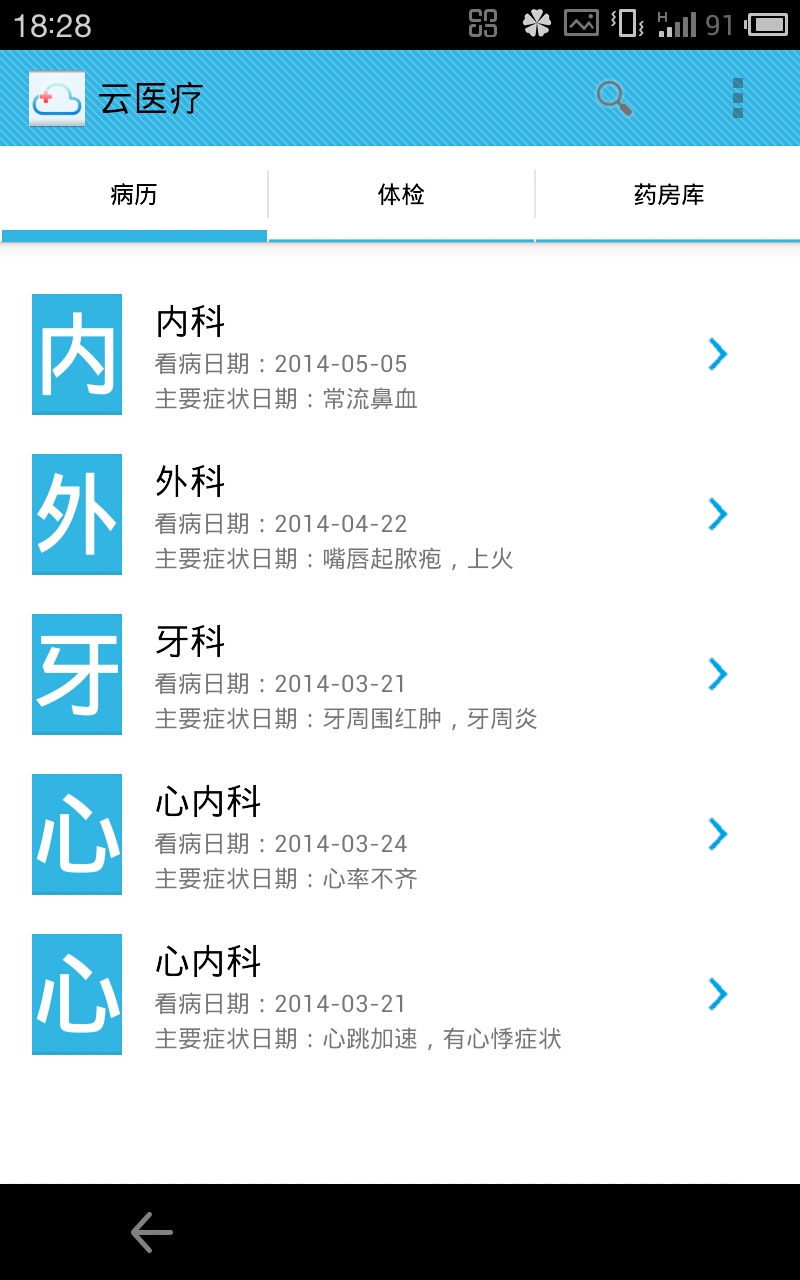 18:28
H
91
云医疗
病历
体检
药房库
内
内科
看病日期：2014-05-05
主要症状日期：常流鼻血
外
外科
看病日期：2014-04-22
主要症状日期：嘴唇起脓疱，上火
牙
牙科
看病日期：2014-03-21
主要症状日期：牙周围红肿，牙周炎
心
心内科
看病日期：2014-03-24
主要症状日期：心率不齐
心
心内科
看病日期：2014-03-21
主要症状日期：心跳加速，有心悸症状